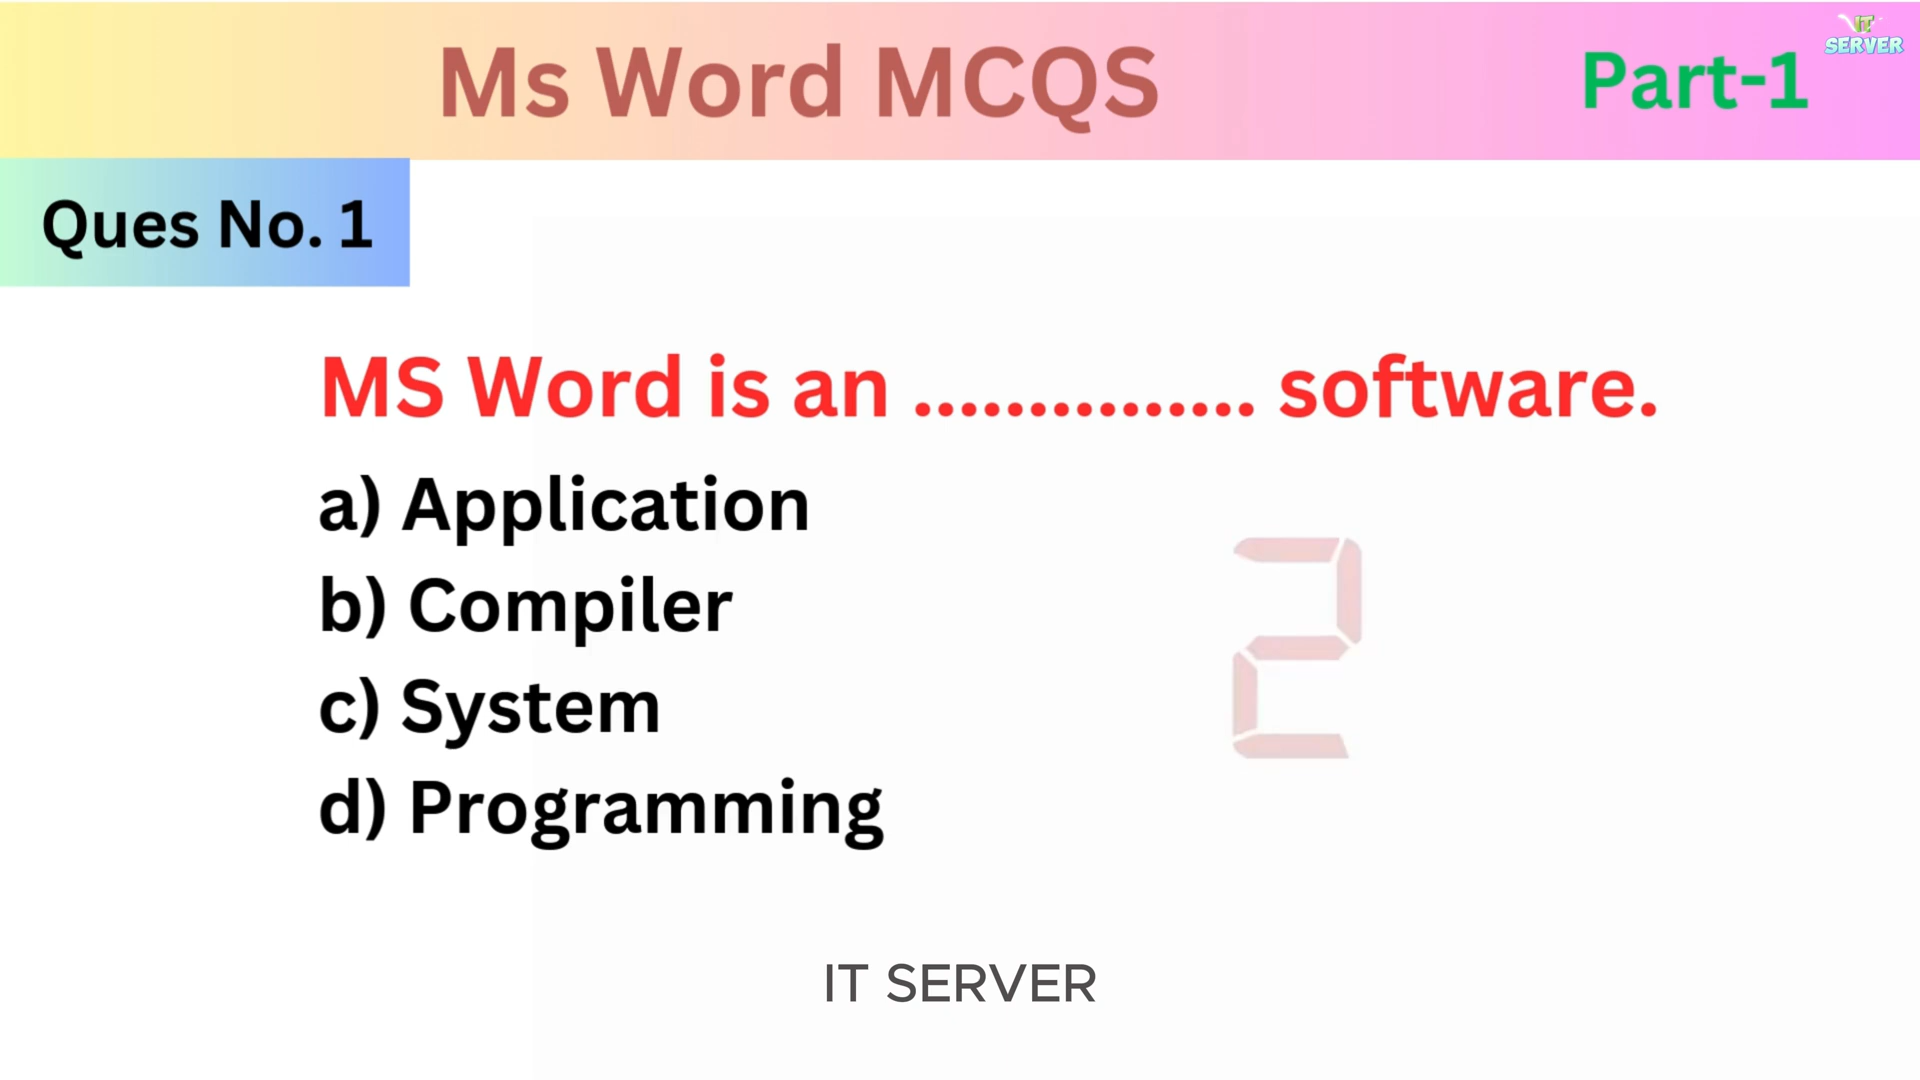 Ms Word MCQS
Part-1
IT
SERVER
Ques No. 1
MS Word is an ............... software.
a) Application
b) Compiler
c) System
d) Programming
2
IT SERVER